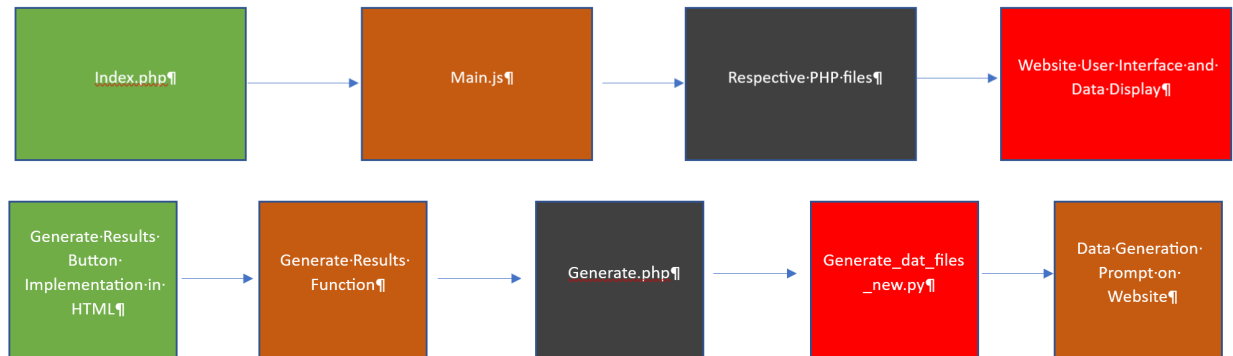 Index.php¶
Main.js¶
Respective·PHP·files¶
Website·User·Interface·and·
Data·Display¶
Generate·Results·
Button·
Implementation·in·
HTML¶
Generate·Results·
Function¶
Generate.php¶
Generate_dat_files
_new.py¶
Data·Generation·
Prompt·on·
Website¶